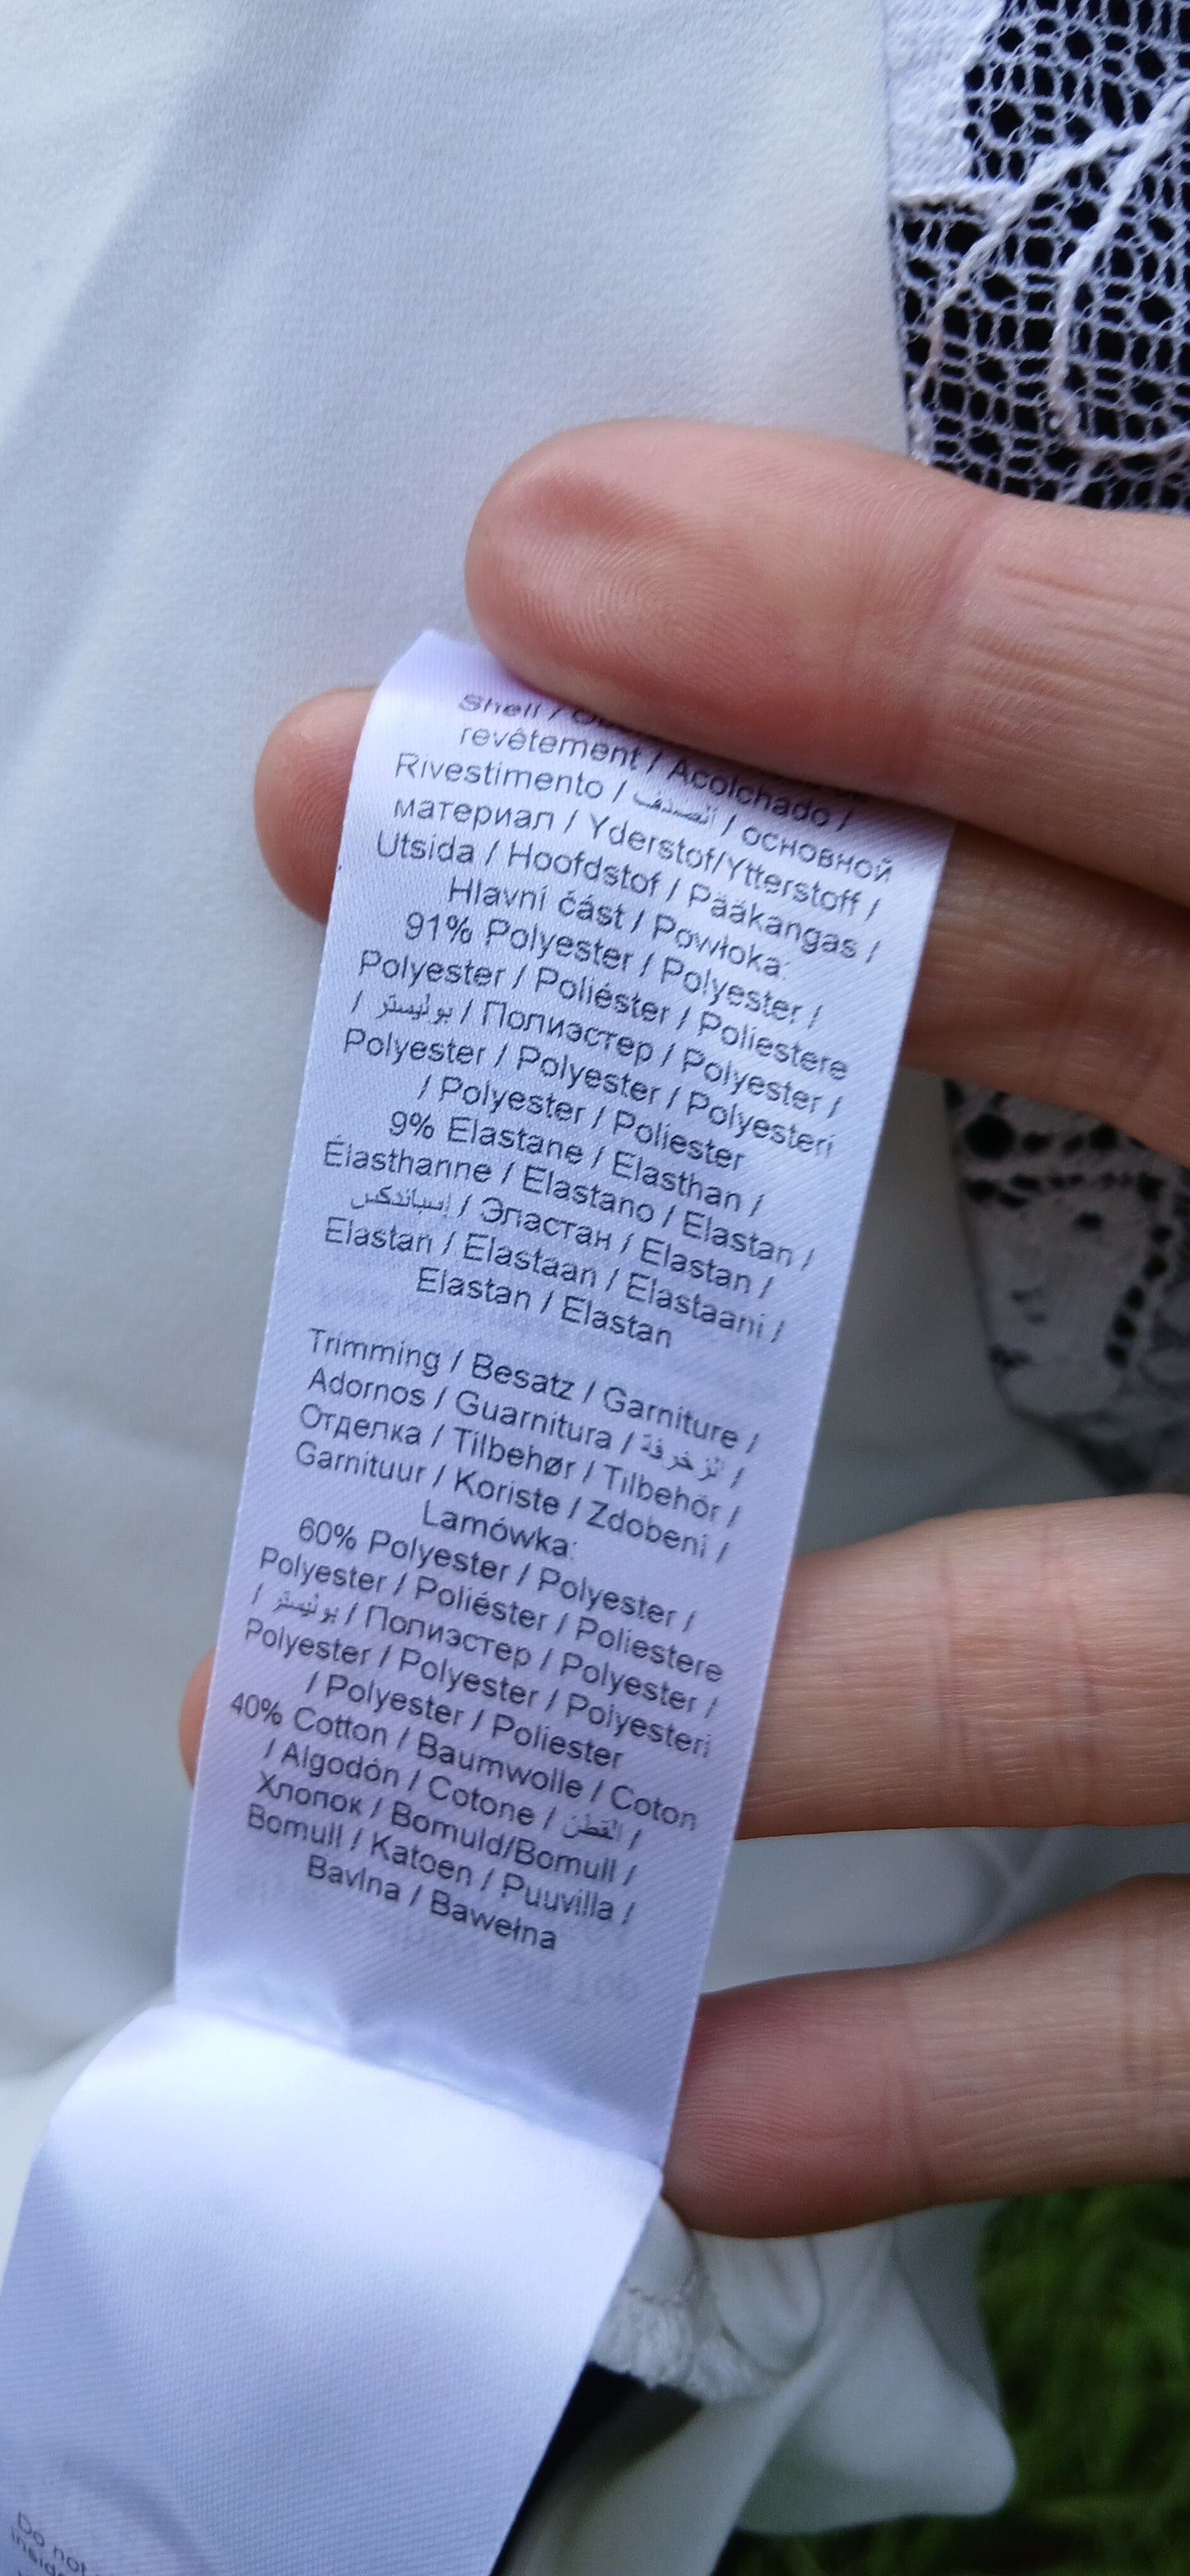 Shell /
revêtement / Acolchado /
Rivestimento / الصدف / основной
материал / Yderstof/Ytterstoff /
Utsida / Hoofdstof / Pääkangas /
Hlavní část / Powłoka:
91% Polyester / Polyester /
Polyester / Poliéster / Poliestere
/ بوليستر / Полиэстер / Polyester /
Polyester / Polyester / Polyesteri
/ Polyester / Poliester
9% Elastane / Elasthan /
Élasthanne / Elastano / Elastan /
إسباندكس / Эластан / Elastan /
Elastan / Elastaan / Elastaani /
Elastan / Elastan
Trimming / Besatz / Garniture /
Adornos / Guarnitura / الزخرفة /
Отделка / Tilbehør / Tillbehör /
Garnituur / Koriste / Zdobení /
Lamówka:
60% Polyester / Polyester /
Polyester / Poliéster / Poliestere
/ بوليستر / Полиэстер / Polyester /
Polyester / Polyester / Polyesteri
/ Polyester / Poliester
40% Cotton / Baumwolle / Coton
/ Algodón / Cotone / القطن /
Хлопок / Bomuld/Bomull /
Bomull / Katoen / Puuvilla /
Bavlna / Bawełna
Do not